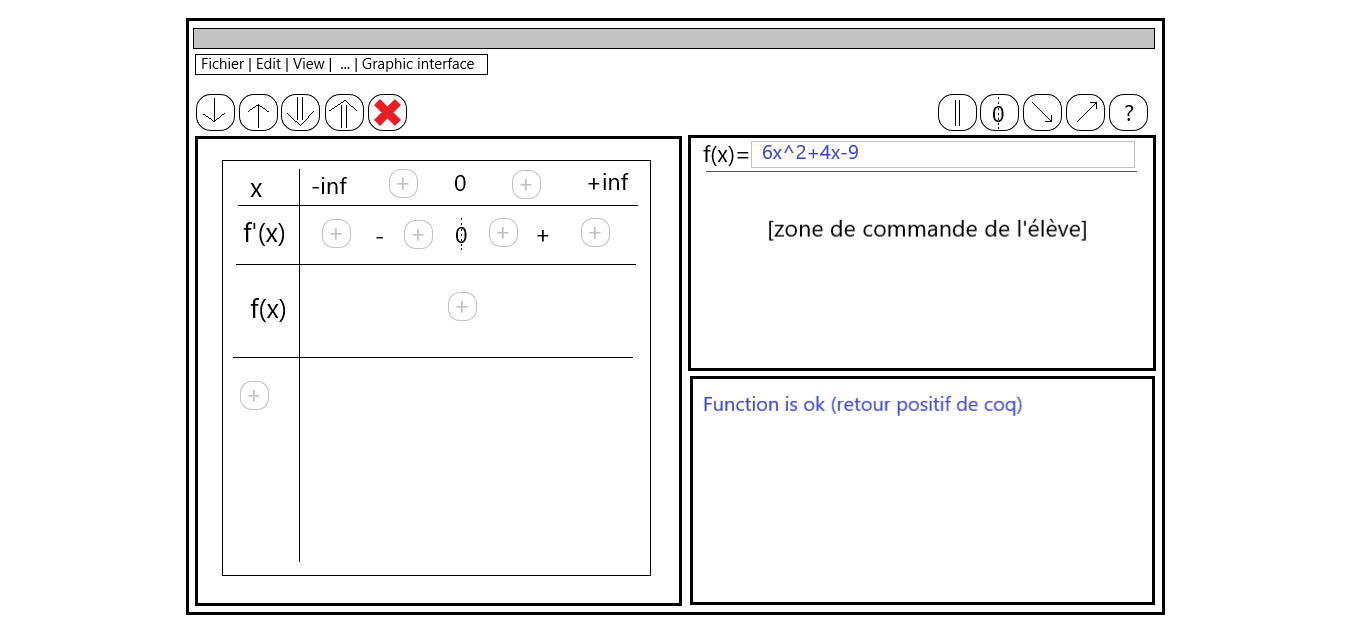 Fichier | Edit | View | ... | Graphic interface
0 ?
x -inf + 0 + +inf
f'(x) + - + 0 + + +
f(x) +
+
f(x)= 6x^2+4x-9
[zone de commande de l'élève]
Function is ok (retour positif de coq)